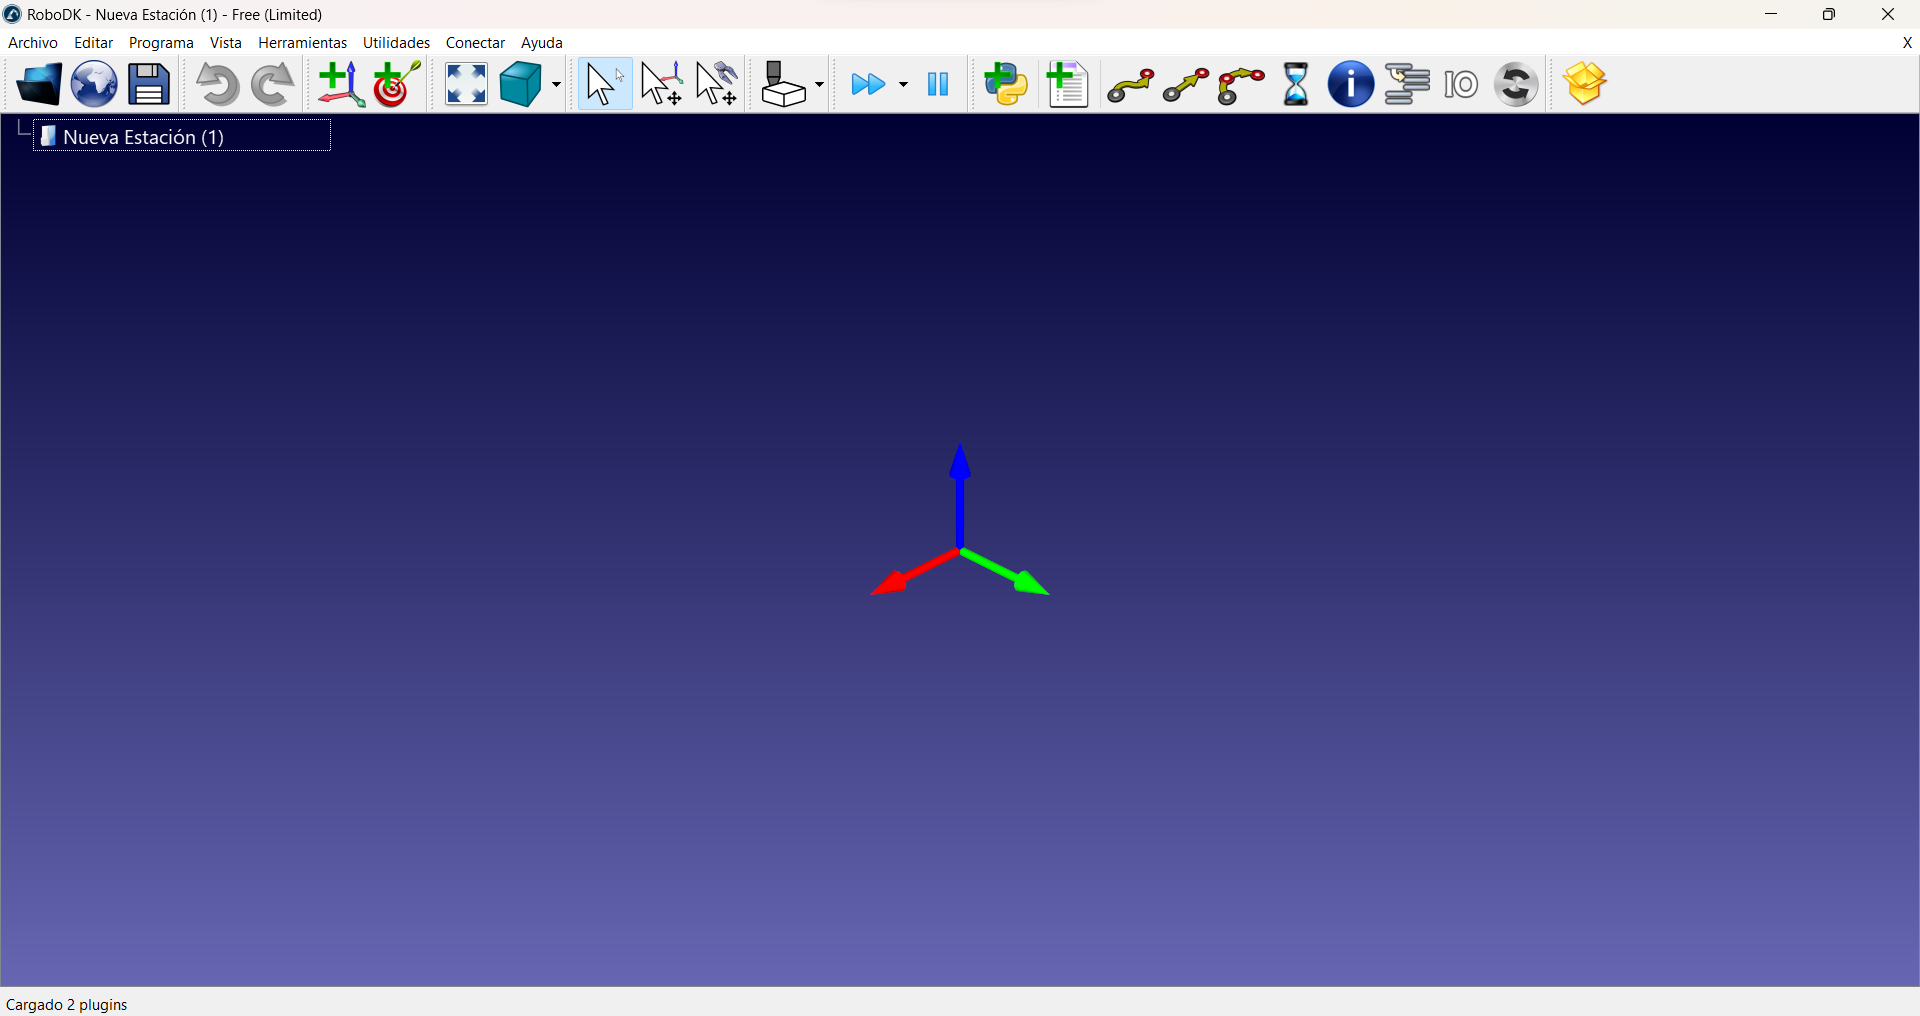 RoboDK - Nueva Estación (1) - Free (Limited)
Archivo Editar Programa Vista Herramientas Utilidades Conectar Ayuda X
IO
Nueva Estación (1)
Cargado 2 plugins